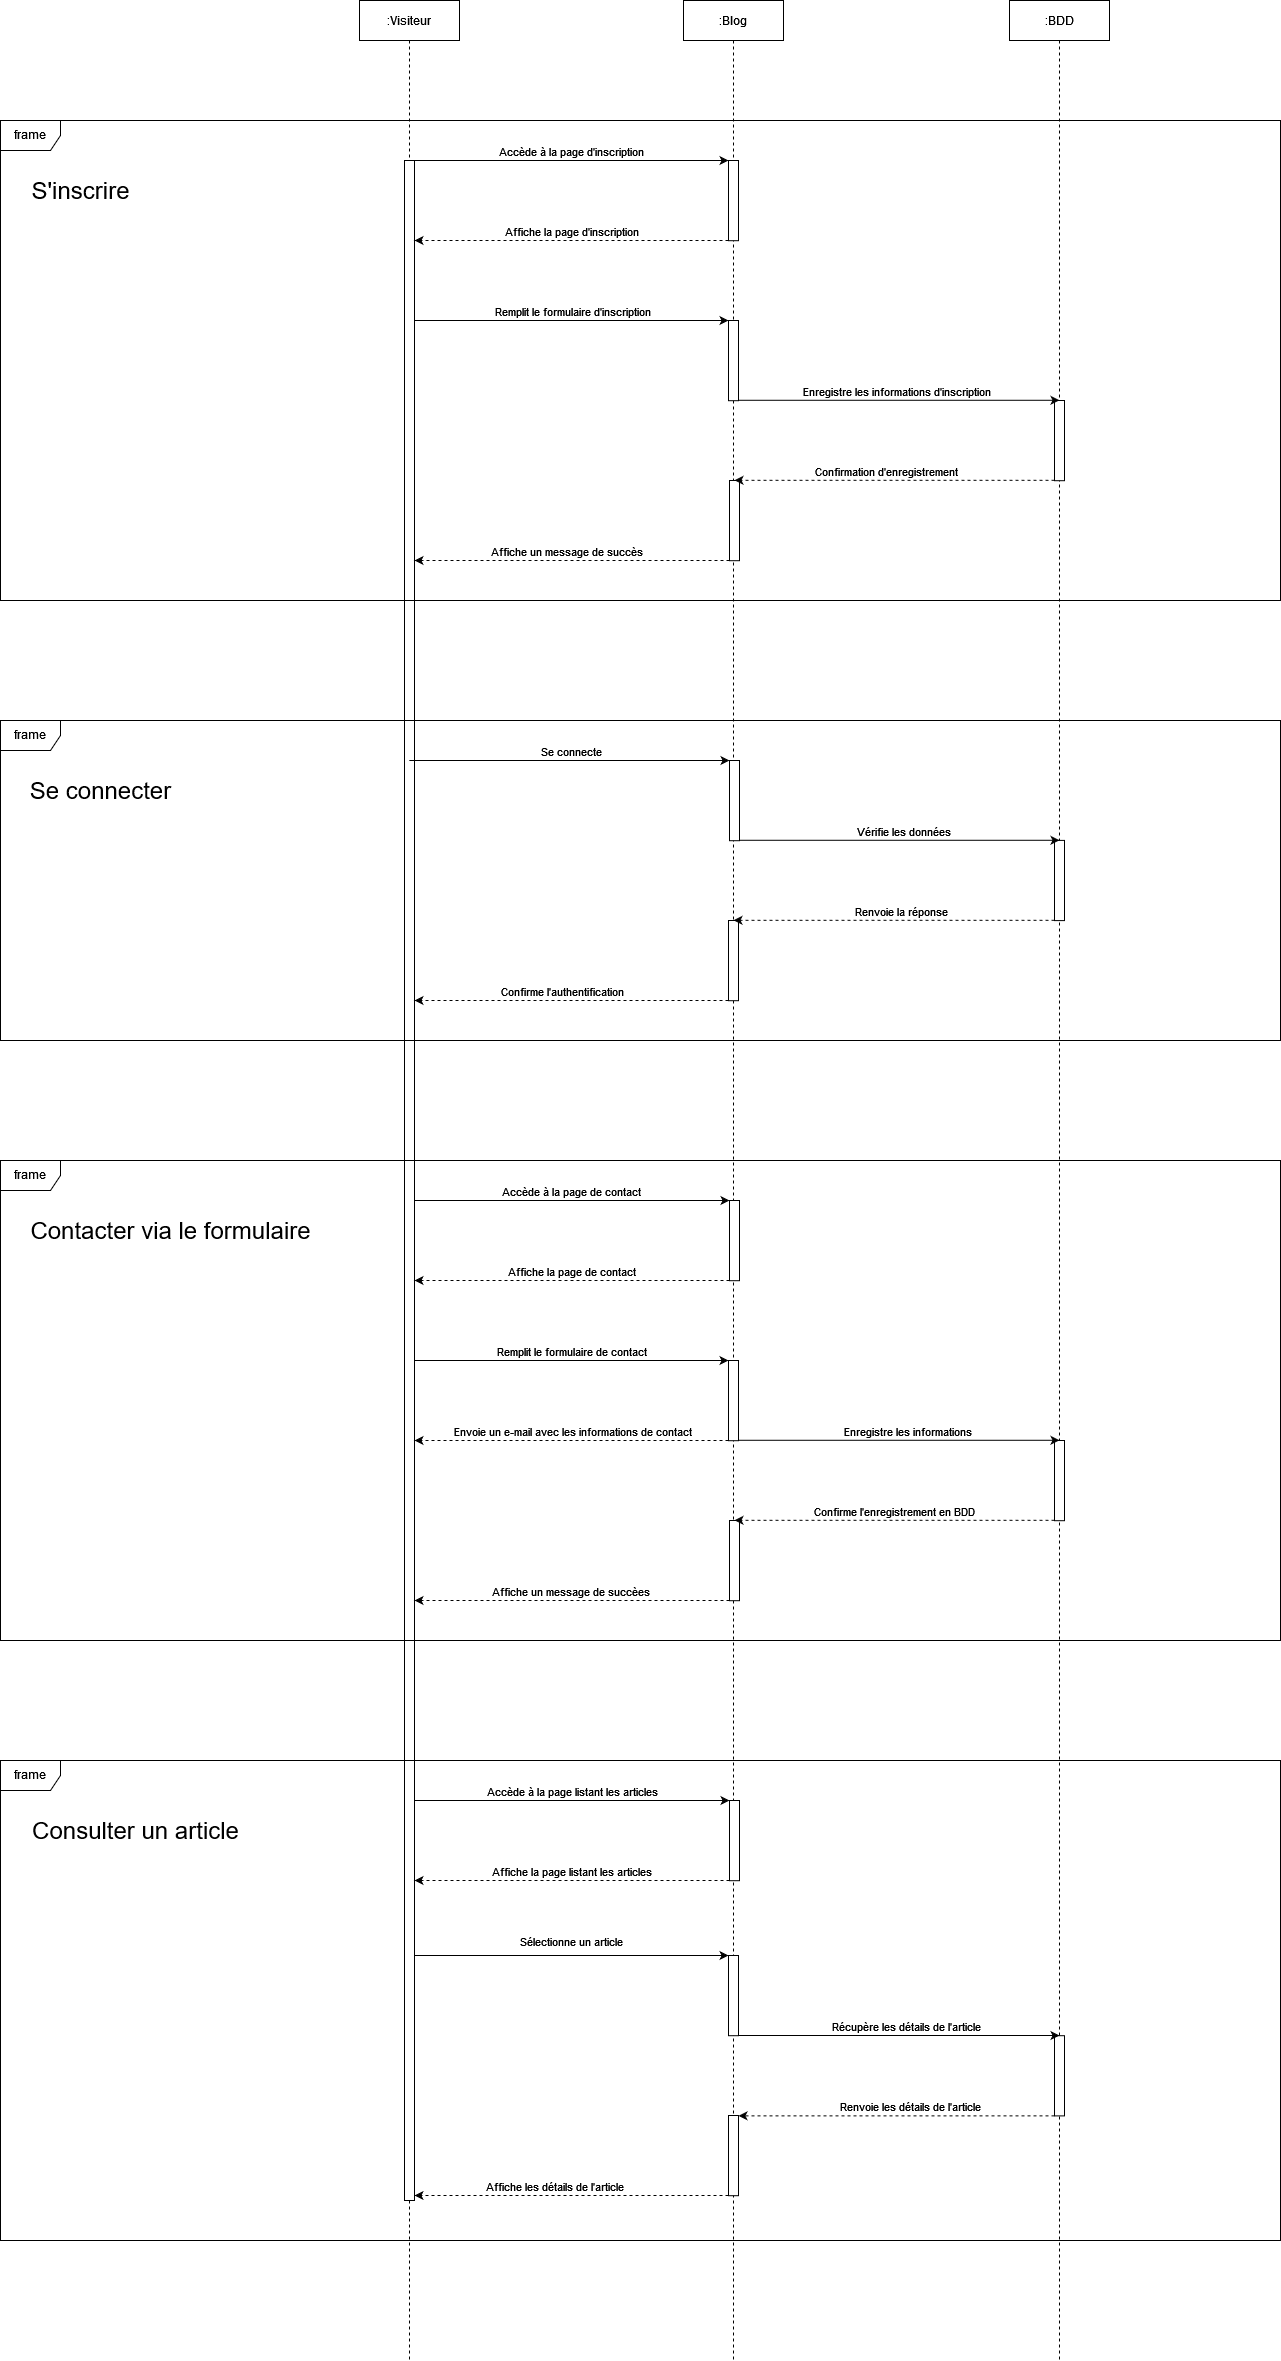 :Visiteur
:Blog
:BDD
frame
Accède à la page d'inscription
S'inscrire
Affiche la page d'inscription
Remplit le formulaire d'inscription
Enregistre les informations d'inscription
Confirmation d'enregistrement
Affiche un message de succès
frame
Se connecte
Se connecter
Vérifie les données
Renvoie la réponse
Confirme l'authentification
frame
Accède à la page de contact
Contacter via le formulaire
Affiche la page de contact
Remplit le formulaire de contact
Envoie un e-mail avec les informations de contact
Enregistre les informations
Confirme l'enregistrement en BDD
Affiche un message de succèes
frame
Accède à la page listant les articles
Consulter un article
Affiche la page listant les articles
Sélectionne un article
Récupère les détails de l'article
Renvoie les détails de l'article
Affiche les détails de l'article